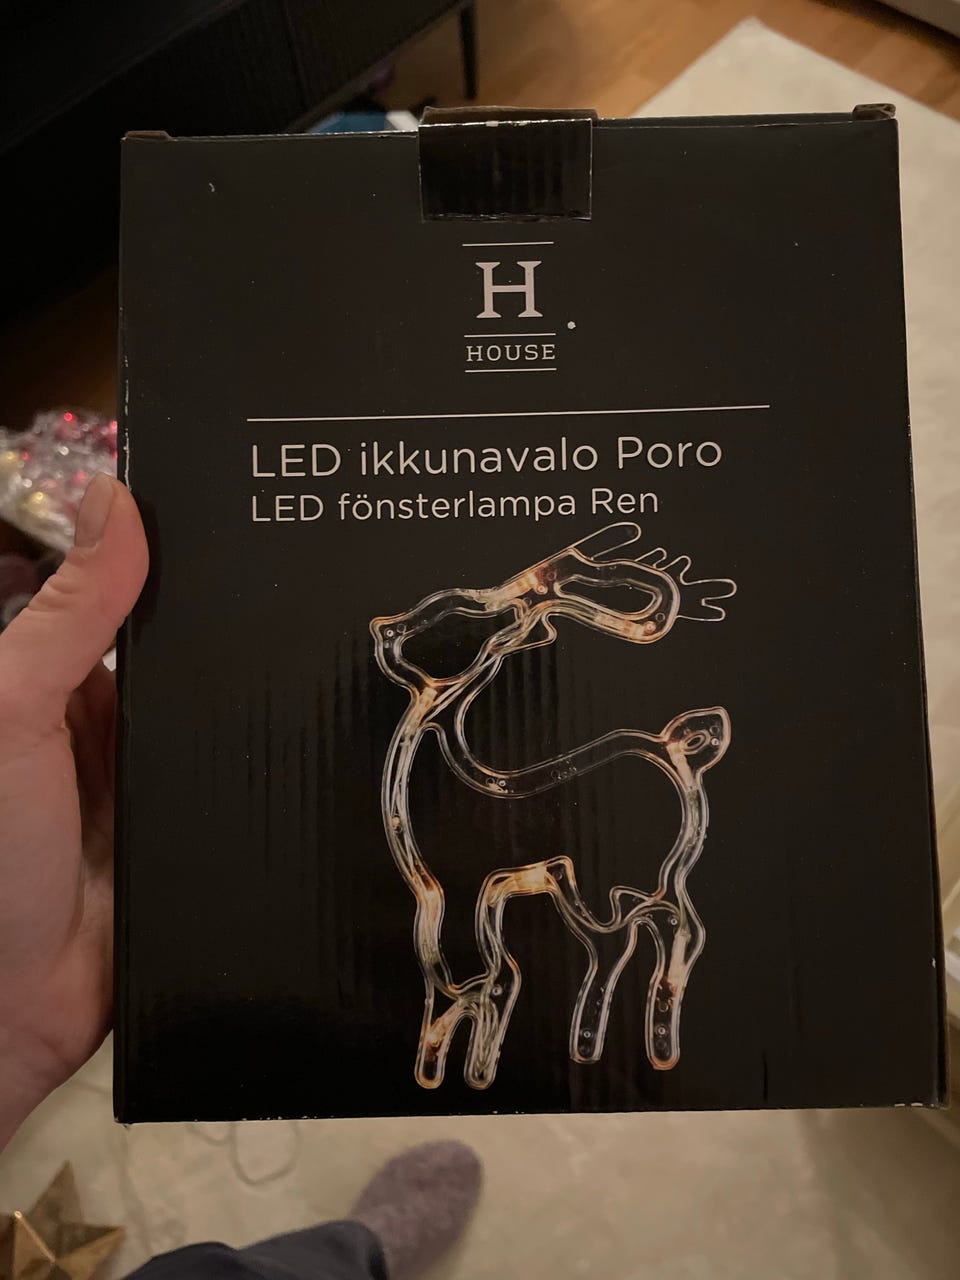 H
HOUSE
LED ikkunavalo Poro
LED fönsterlampa Ren